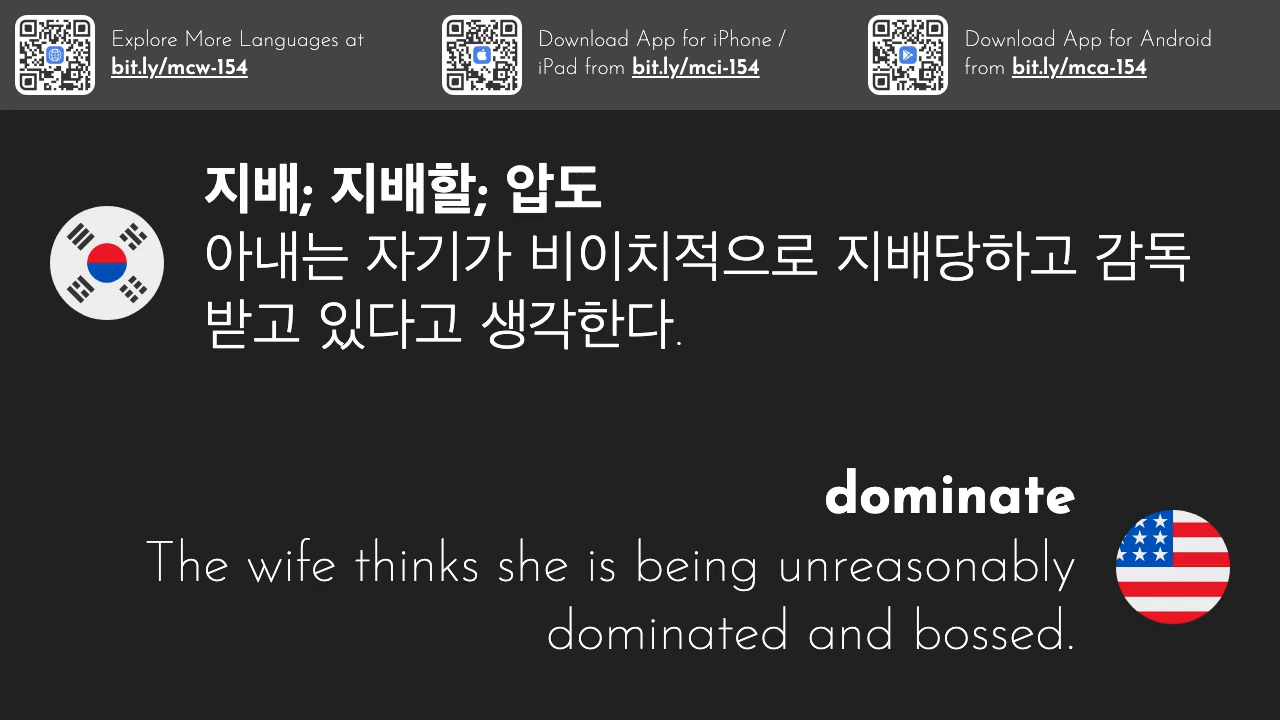 Explore More Languages at
bit.ly/mcw-154
Download App for iPhone /
iPad from bit.ly/mci-154
Download App for Android
from bit.ly/mca-154
지배; 지배할; 압도
아내는 자기가 비이치적으로 지배당하고 감독
받고 있다고 생각한다.
dominate
The wife thinks she is being unreasonably
dominated and bossed.